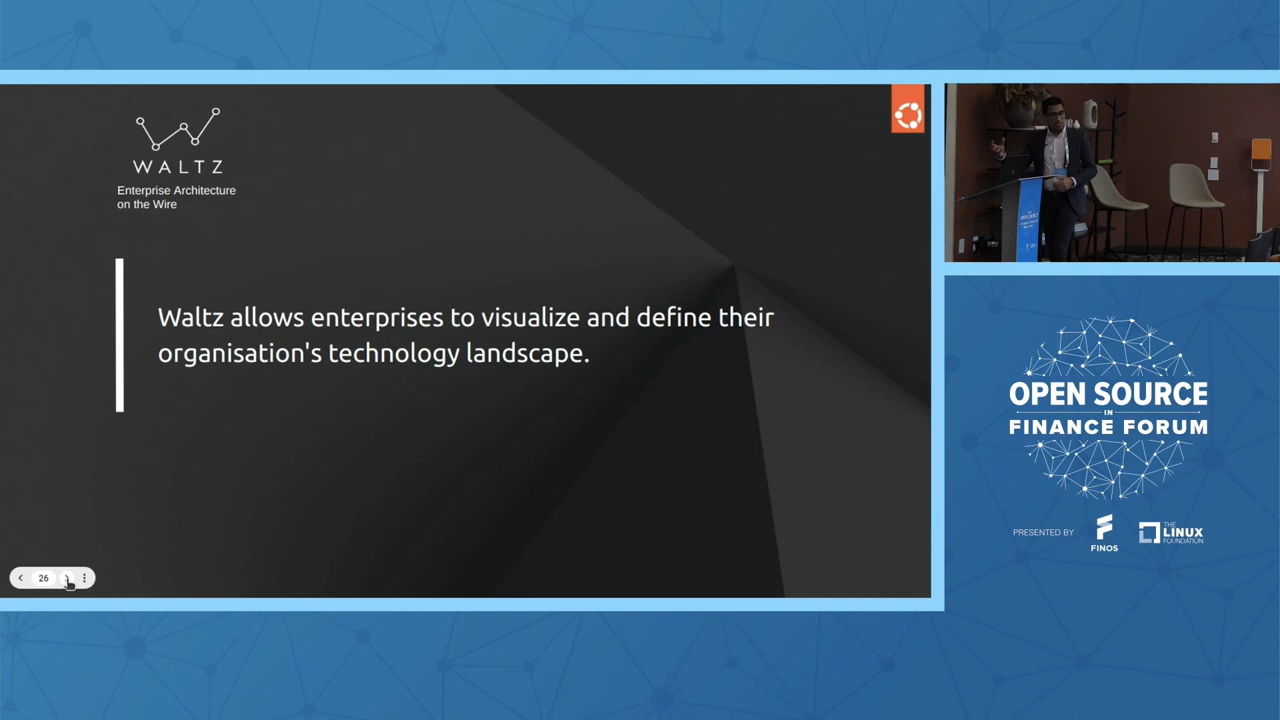 WALTZ
Enterprise Architecture
on the Wire
Waltz allows enterprises to visualize and define their
organisation's technology landscape.
26
OPEN SOURCE
IN
FINANCE FORUM
PRESENTED BY
FINOS
THE
LINUX
FOUNDATION